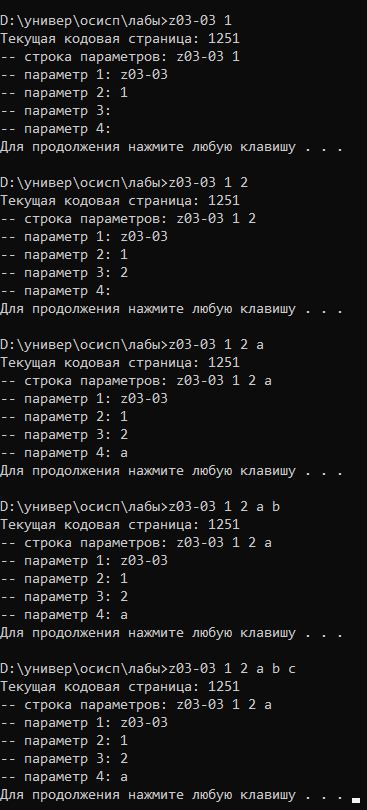 D:\универ\осисп\лабы>z03-03 1
Текущая кодовая страница: 1251
-- строка параметров: z03-03 1
-- параметр 1: z03-03
-- параметр 2: 1
-- параметр 3:
-- параметр 4:
Для продолжения нажмите любую клавишу . . .
D:\универ\осисп\лабы>z03-03 1 2
Текущая кодовая страница: 1251
-- строка параметров: z03-03 1 2
-- параметр 1: z03-03
-- параметр 2: 1
-- параметр 3: 2
-- параметр 4:
Для продолжения нажмите любую клавишу . . .
D:\универ\осисп\лабы>z03-03 1 2 a
Текущая кодовая страница: 1251
-- строка параметров: z03-03 1 2 a
-- параметр 1: z03-03
-- параметр 2: 1
-- параметр 3: 2
-- параметр 4: a
Для продолжения нажмите любую клавишу . . .
D:\универ\осисп\лабы>z03-03 1 2 a b
Текущая кодовая страница: 1251
-- строка параметров: z03-03 1 2 a
-- параметр 1: z03-03
-- параметр 2: 1
-- параметр 3: 2
-- параметр 4: a
Для продолжения нажмите любую клавишу . . .
D:\универ\осисп\лабы>z03-03 1 2 a b c
Текущая кодовая страница: 1251
-- строка параметров: z03-03 1 2 a
-- параметр 1: z03-03
-- параметр 2: 1
-- параметр 3: 2
-- параметр 4: a
Для продолжения нажмите любую клавишу . . .